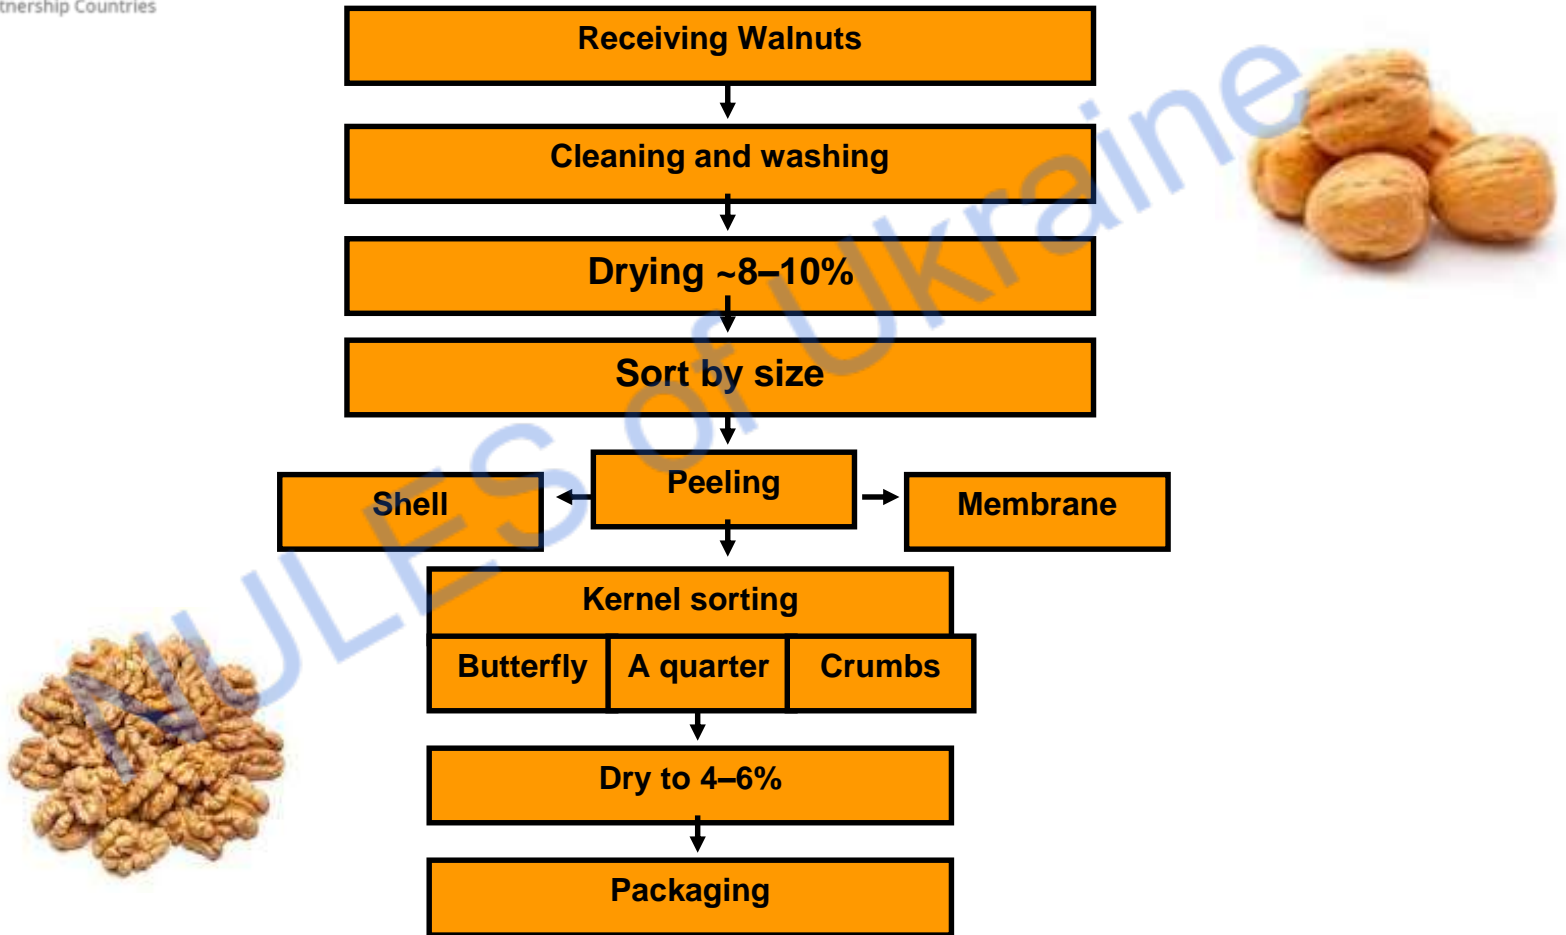 tnership Countries
Receiving Walnuts
Cleaning and washing
Drying ~8–10%
Sort by size
Peeling
Shell
Membrane
Kernel sorting
Butterfly
A quarter
Crumbs
Dry to 4–6%
Packaging
NULES of Ukraine